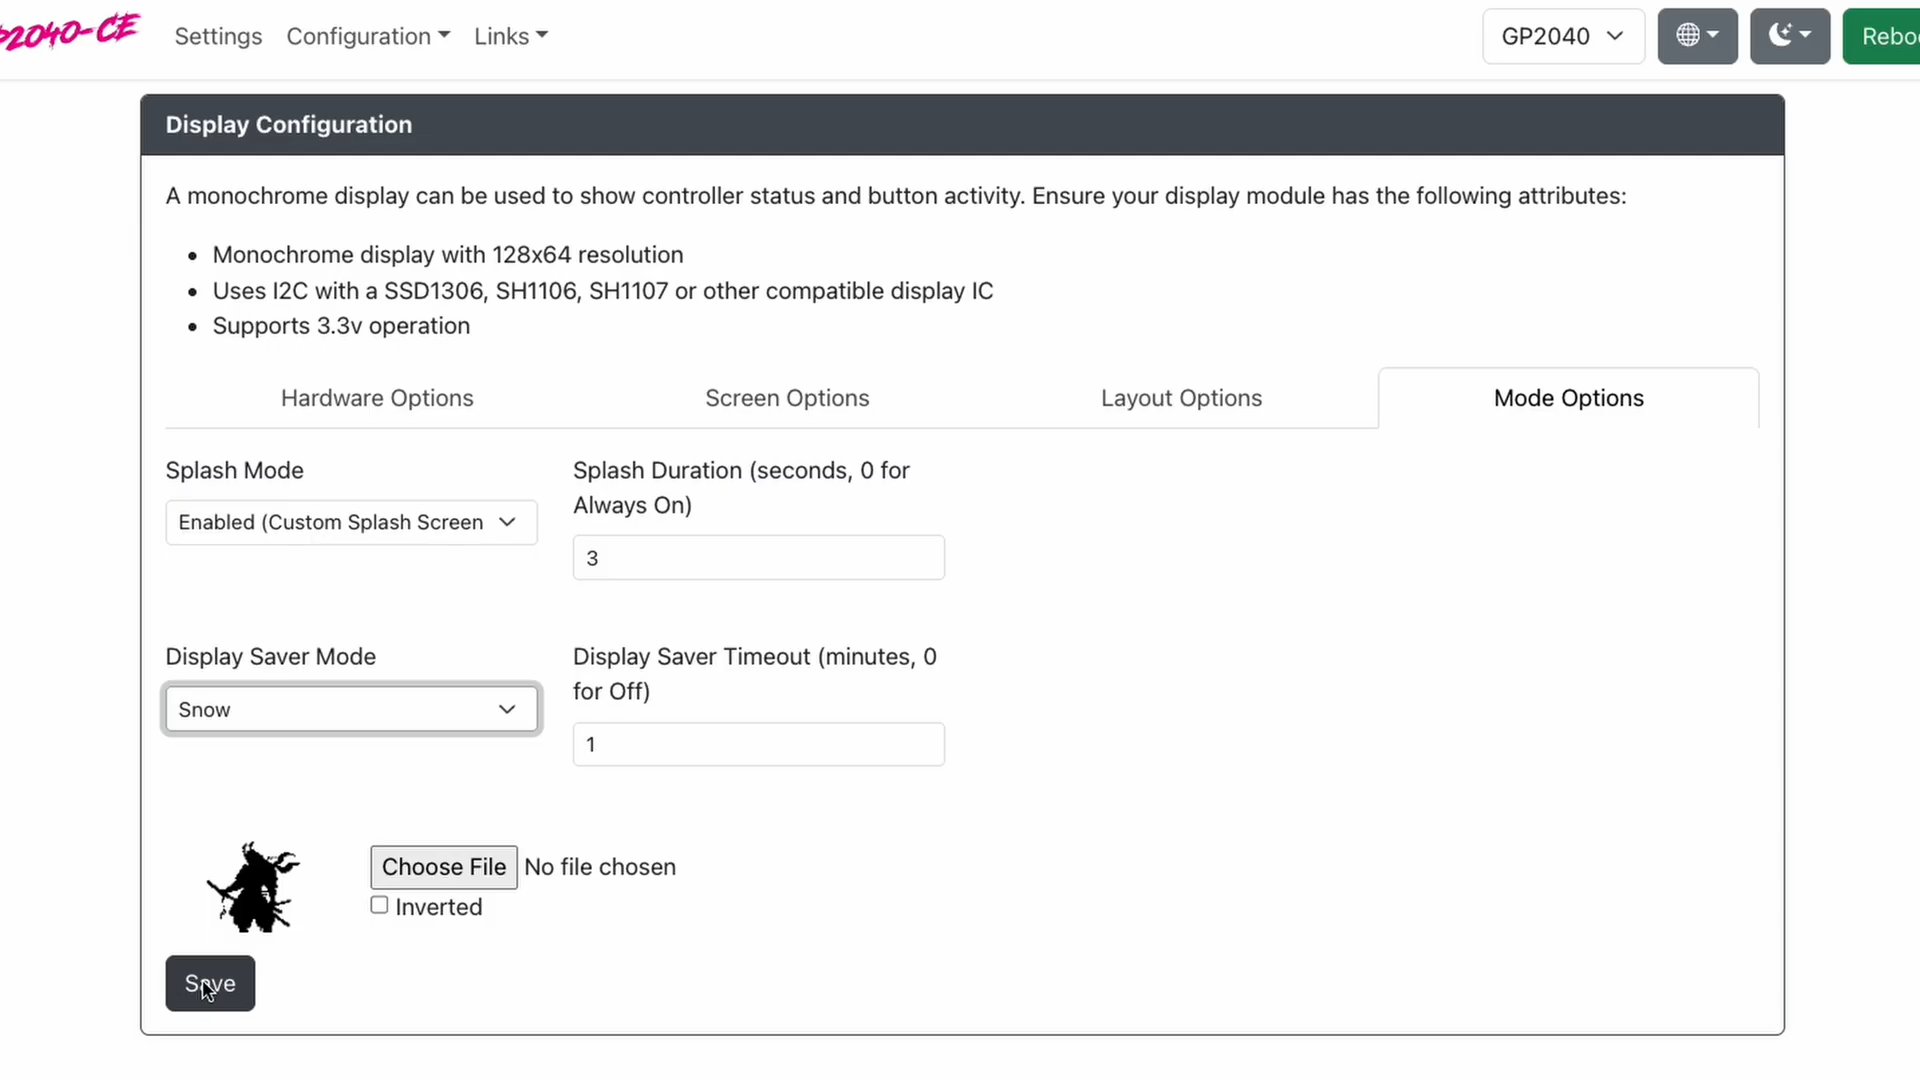 P2040-CE
Settings
Configuration
Links
GP2040
Reboo
Display Configuration
A monochrome display can be used to show controller status and button activity. Ensure your display module has the following attributes:
Monochrome display with 128x64 resolution
Uses I2C with a SSD1306, SH1106, SH1107 or other compatible display IC
Supports 3.3v operation
Hardware Options
Screen Options
Layout Options
Mode Options
Splash Mode
Enabled (Custom Splash Screen
Splash Duration (seconds, 0 for
Always On)
3
Display Saver Mode
Snow
Display Saver Timeout (minutes, 0
for Off)
1
Choose File No file chosen
Inverted
Save